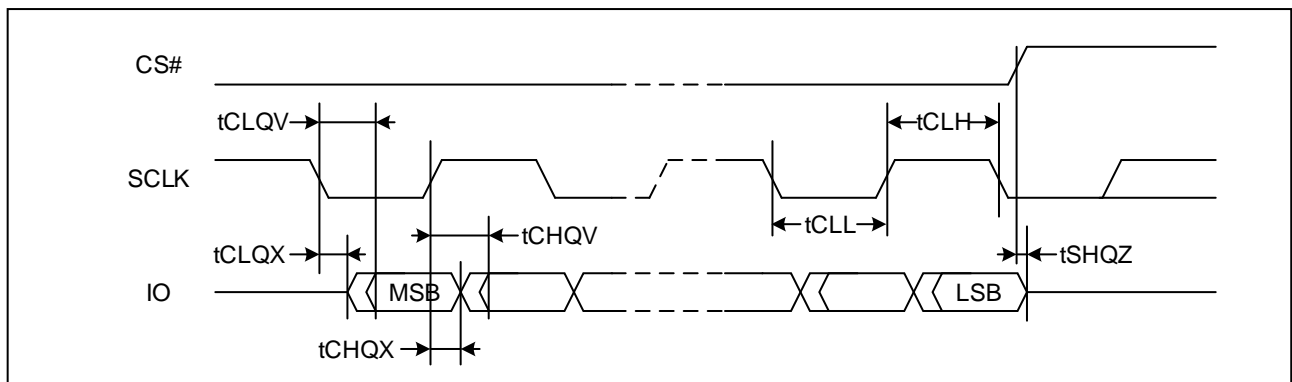 CS#
tCLQV
tCLH
SCLK
tCLL
tCHQV
tCLQX
tSHQZ
IO
MSB
LSB
tCHQX